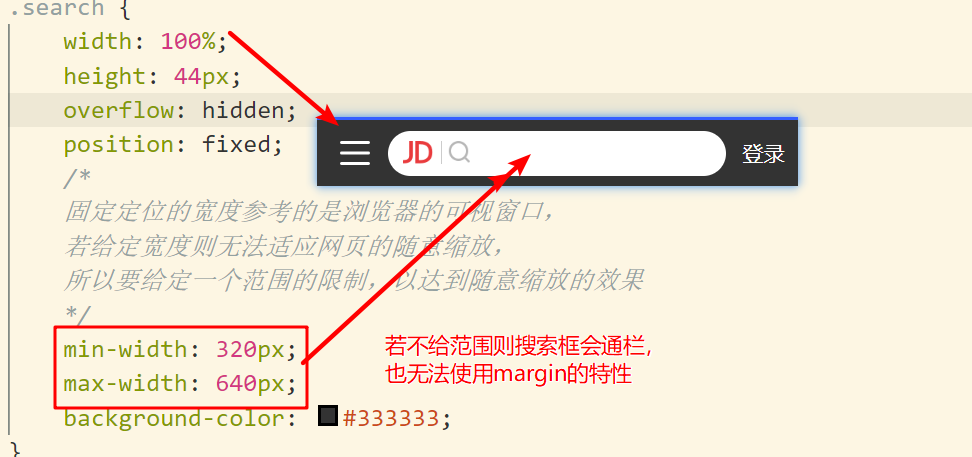 .search {
width: 100%;
height: 44px;
overflow: hidden;
position: fixed;
/*
固定定位的宽度参考的是浏览器的可视窗口，
若给定宽度则无法适应网页的随意缩放，
所以要给定一个范围的限制，以达到随意缩放的效果
*/
min-width: 320px;
max-width: 640px;
background-color: #333333;
}
JD
登录
若不给范围则搜索框会通栏，
也无法使用margin的特性